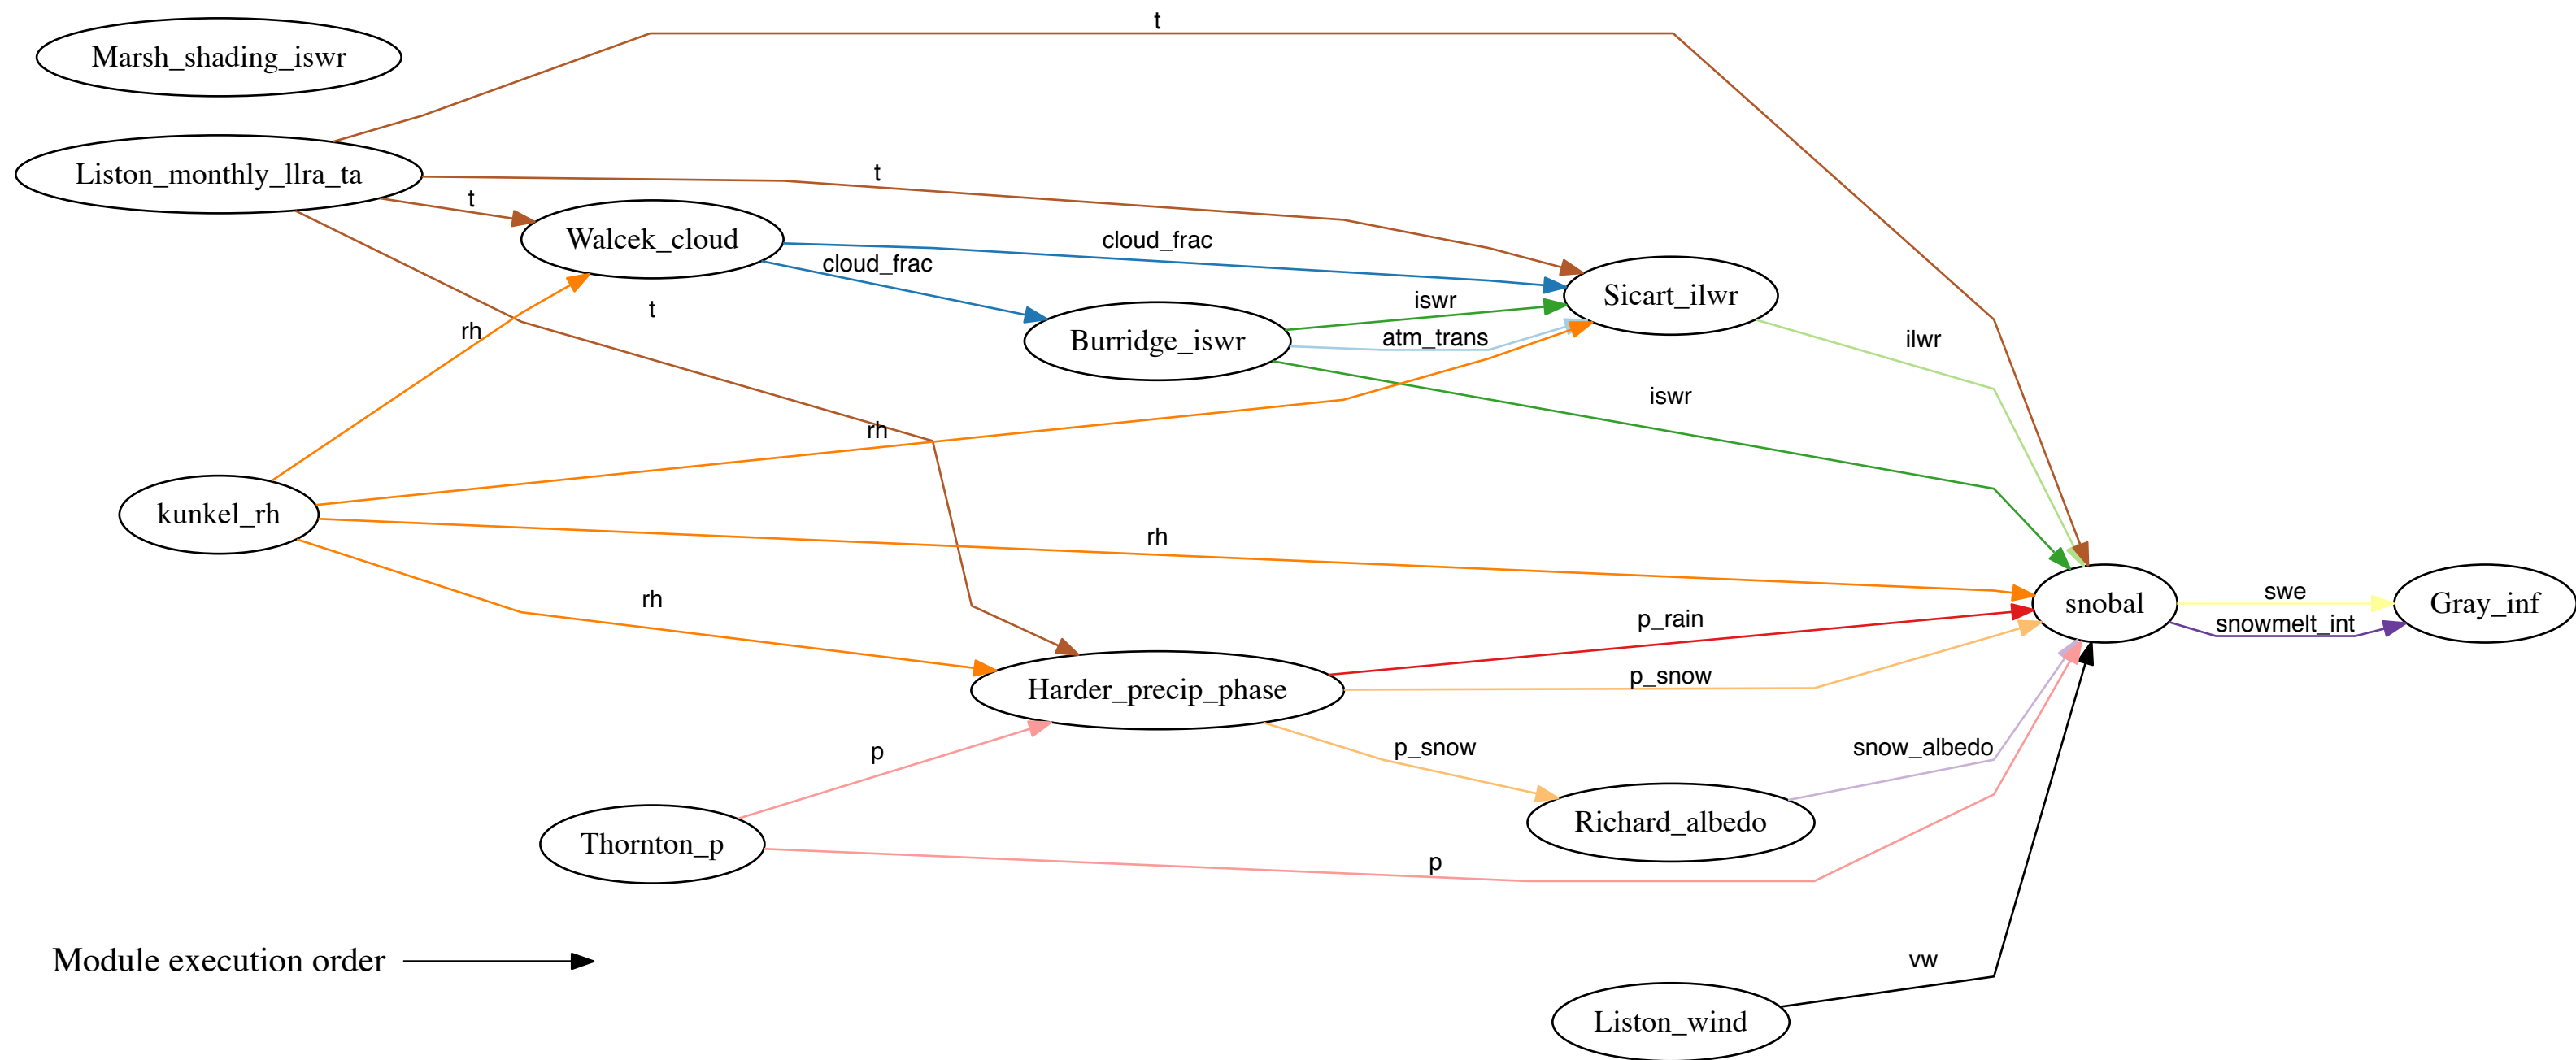 t
Marsh_shading_iswr
Liston_monthly_llra_ta
t
t
Walcek_cloud
cloud_frac
cloud_frac
Sicart_ilwr
iswr
t
rh
Burridge_iswr
atm_trans
ilwr
iswr
rh
kunkel_rh
rh
rh
snobal
swe
Gray_inf
p_rain
snowmelt_int
p_snow
Harder_precip_phase
p
p_snow
snow_albedo
Richard_albedo
Thornton_p
p
Module execution order
vw
Liston_wind